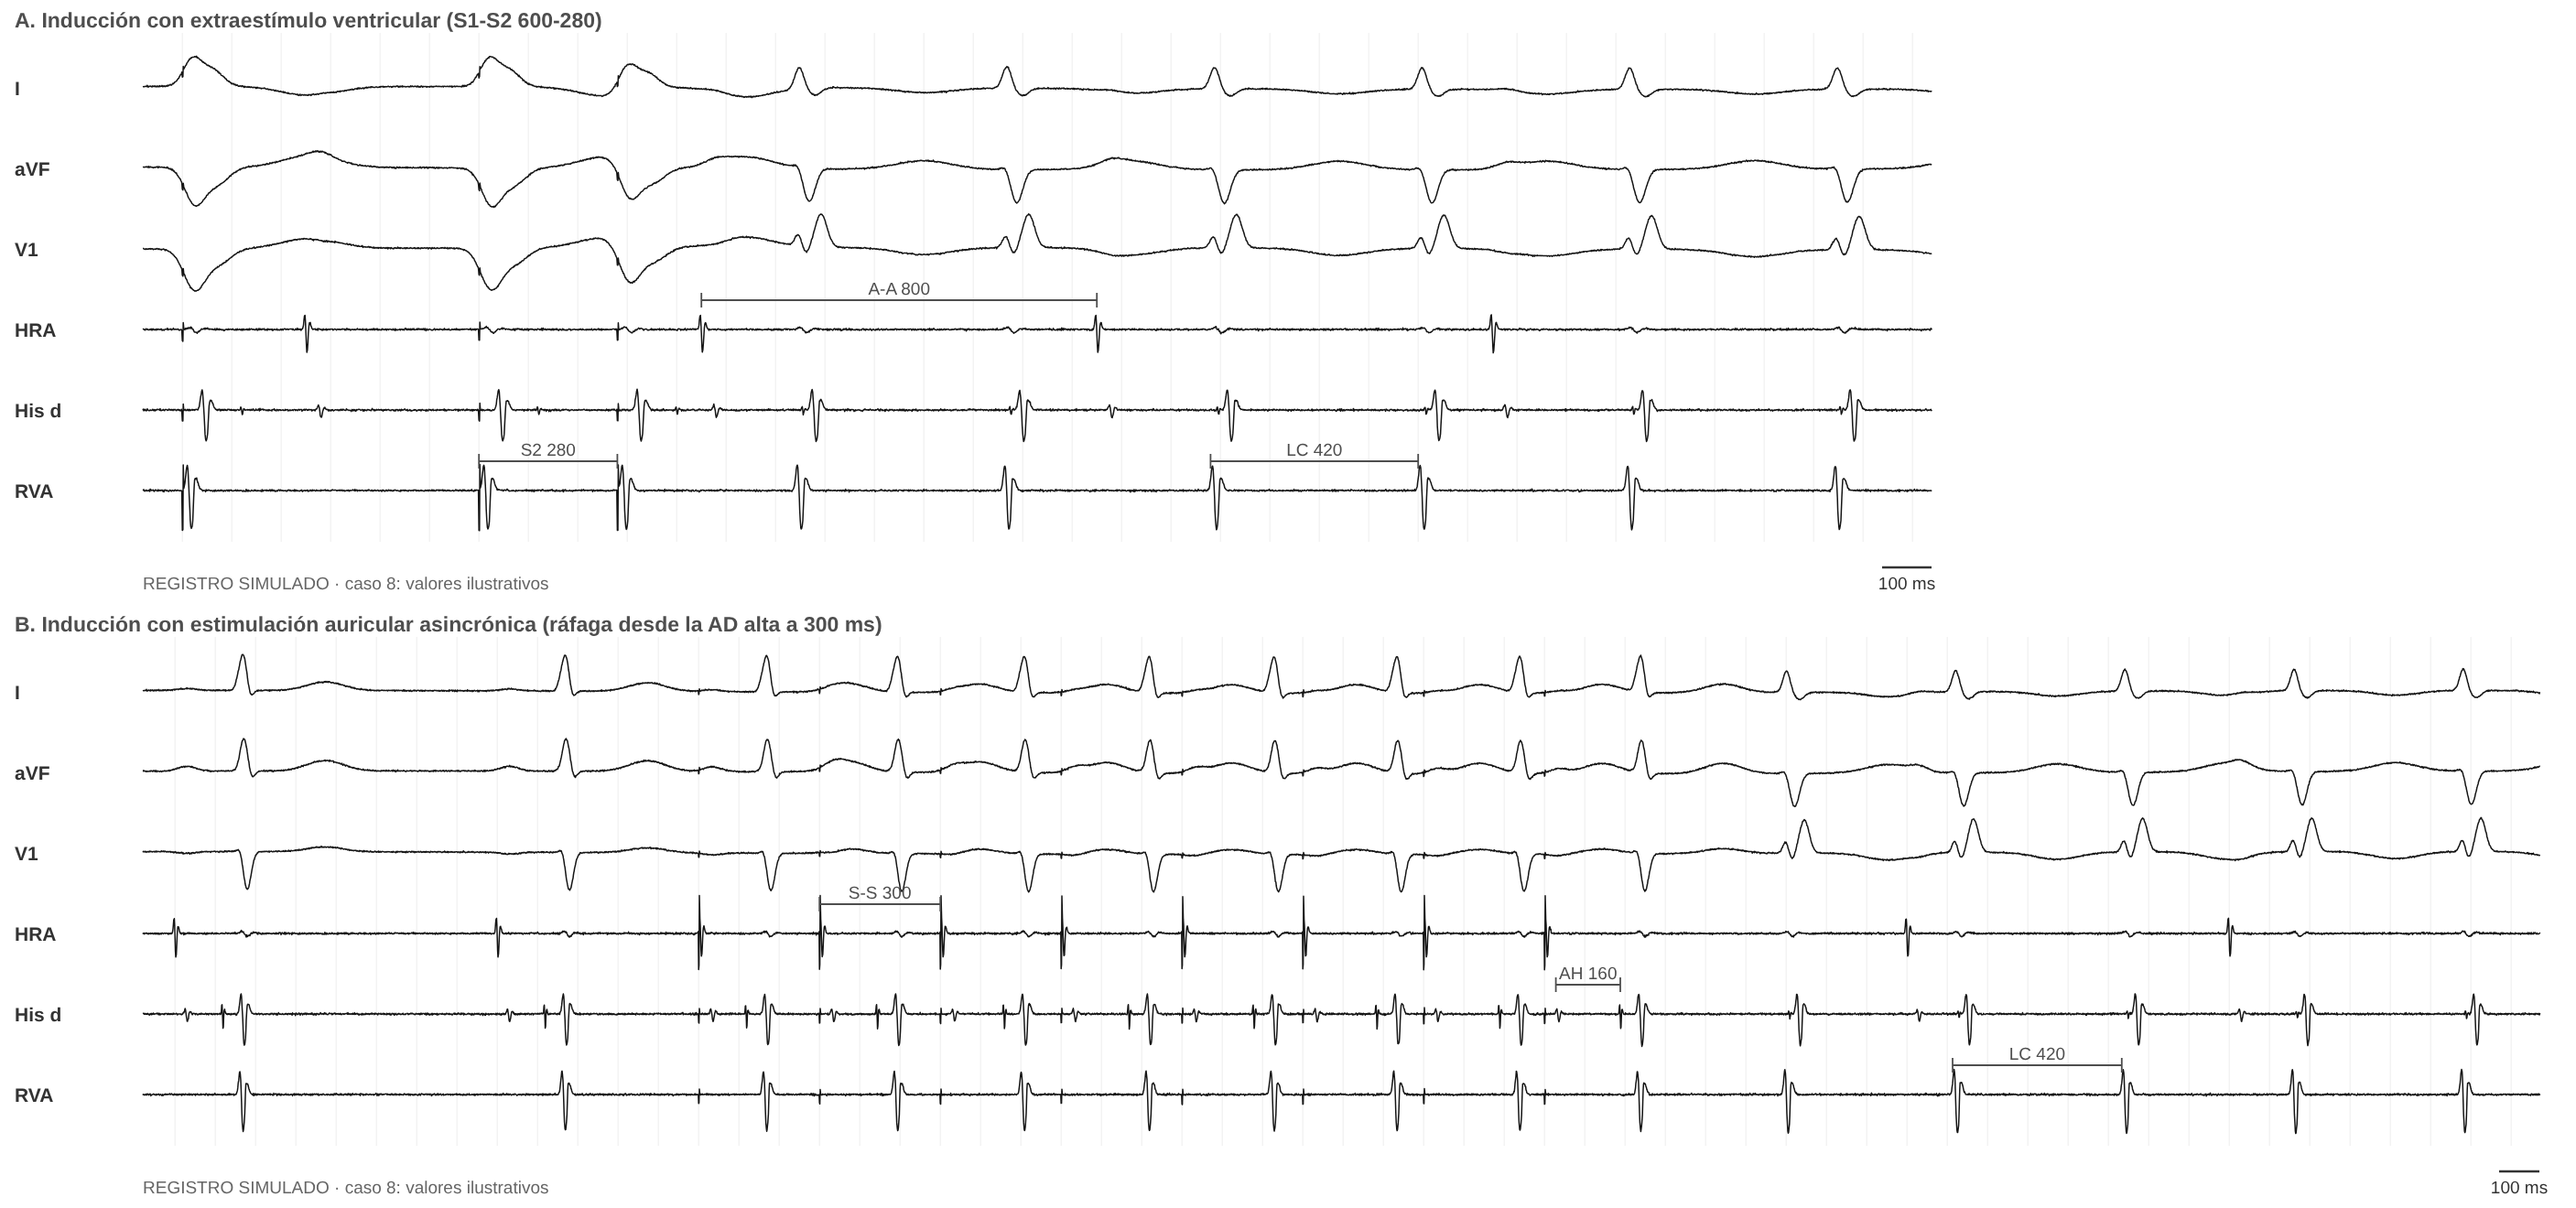 A. Inducción con extraestímulo ventricular (S1-S2 600-280)
I
aVF
V1
A-A 800
HRA
His d
S2 280
LC 420
RVA
REGISTRO SIMULADO · caso 8: valores ilustrativos
100 ms
B. Inducción con estimulación auricular asincrónica (ráfaga desde la AD alta a 300 ms)
I
aVF
V1
S-S 300
HRA
AH 160
His d
LC 420
RVA
REGISTRO SIMULADO · caso 8: valores ilustrativos
100 ms